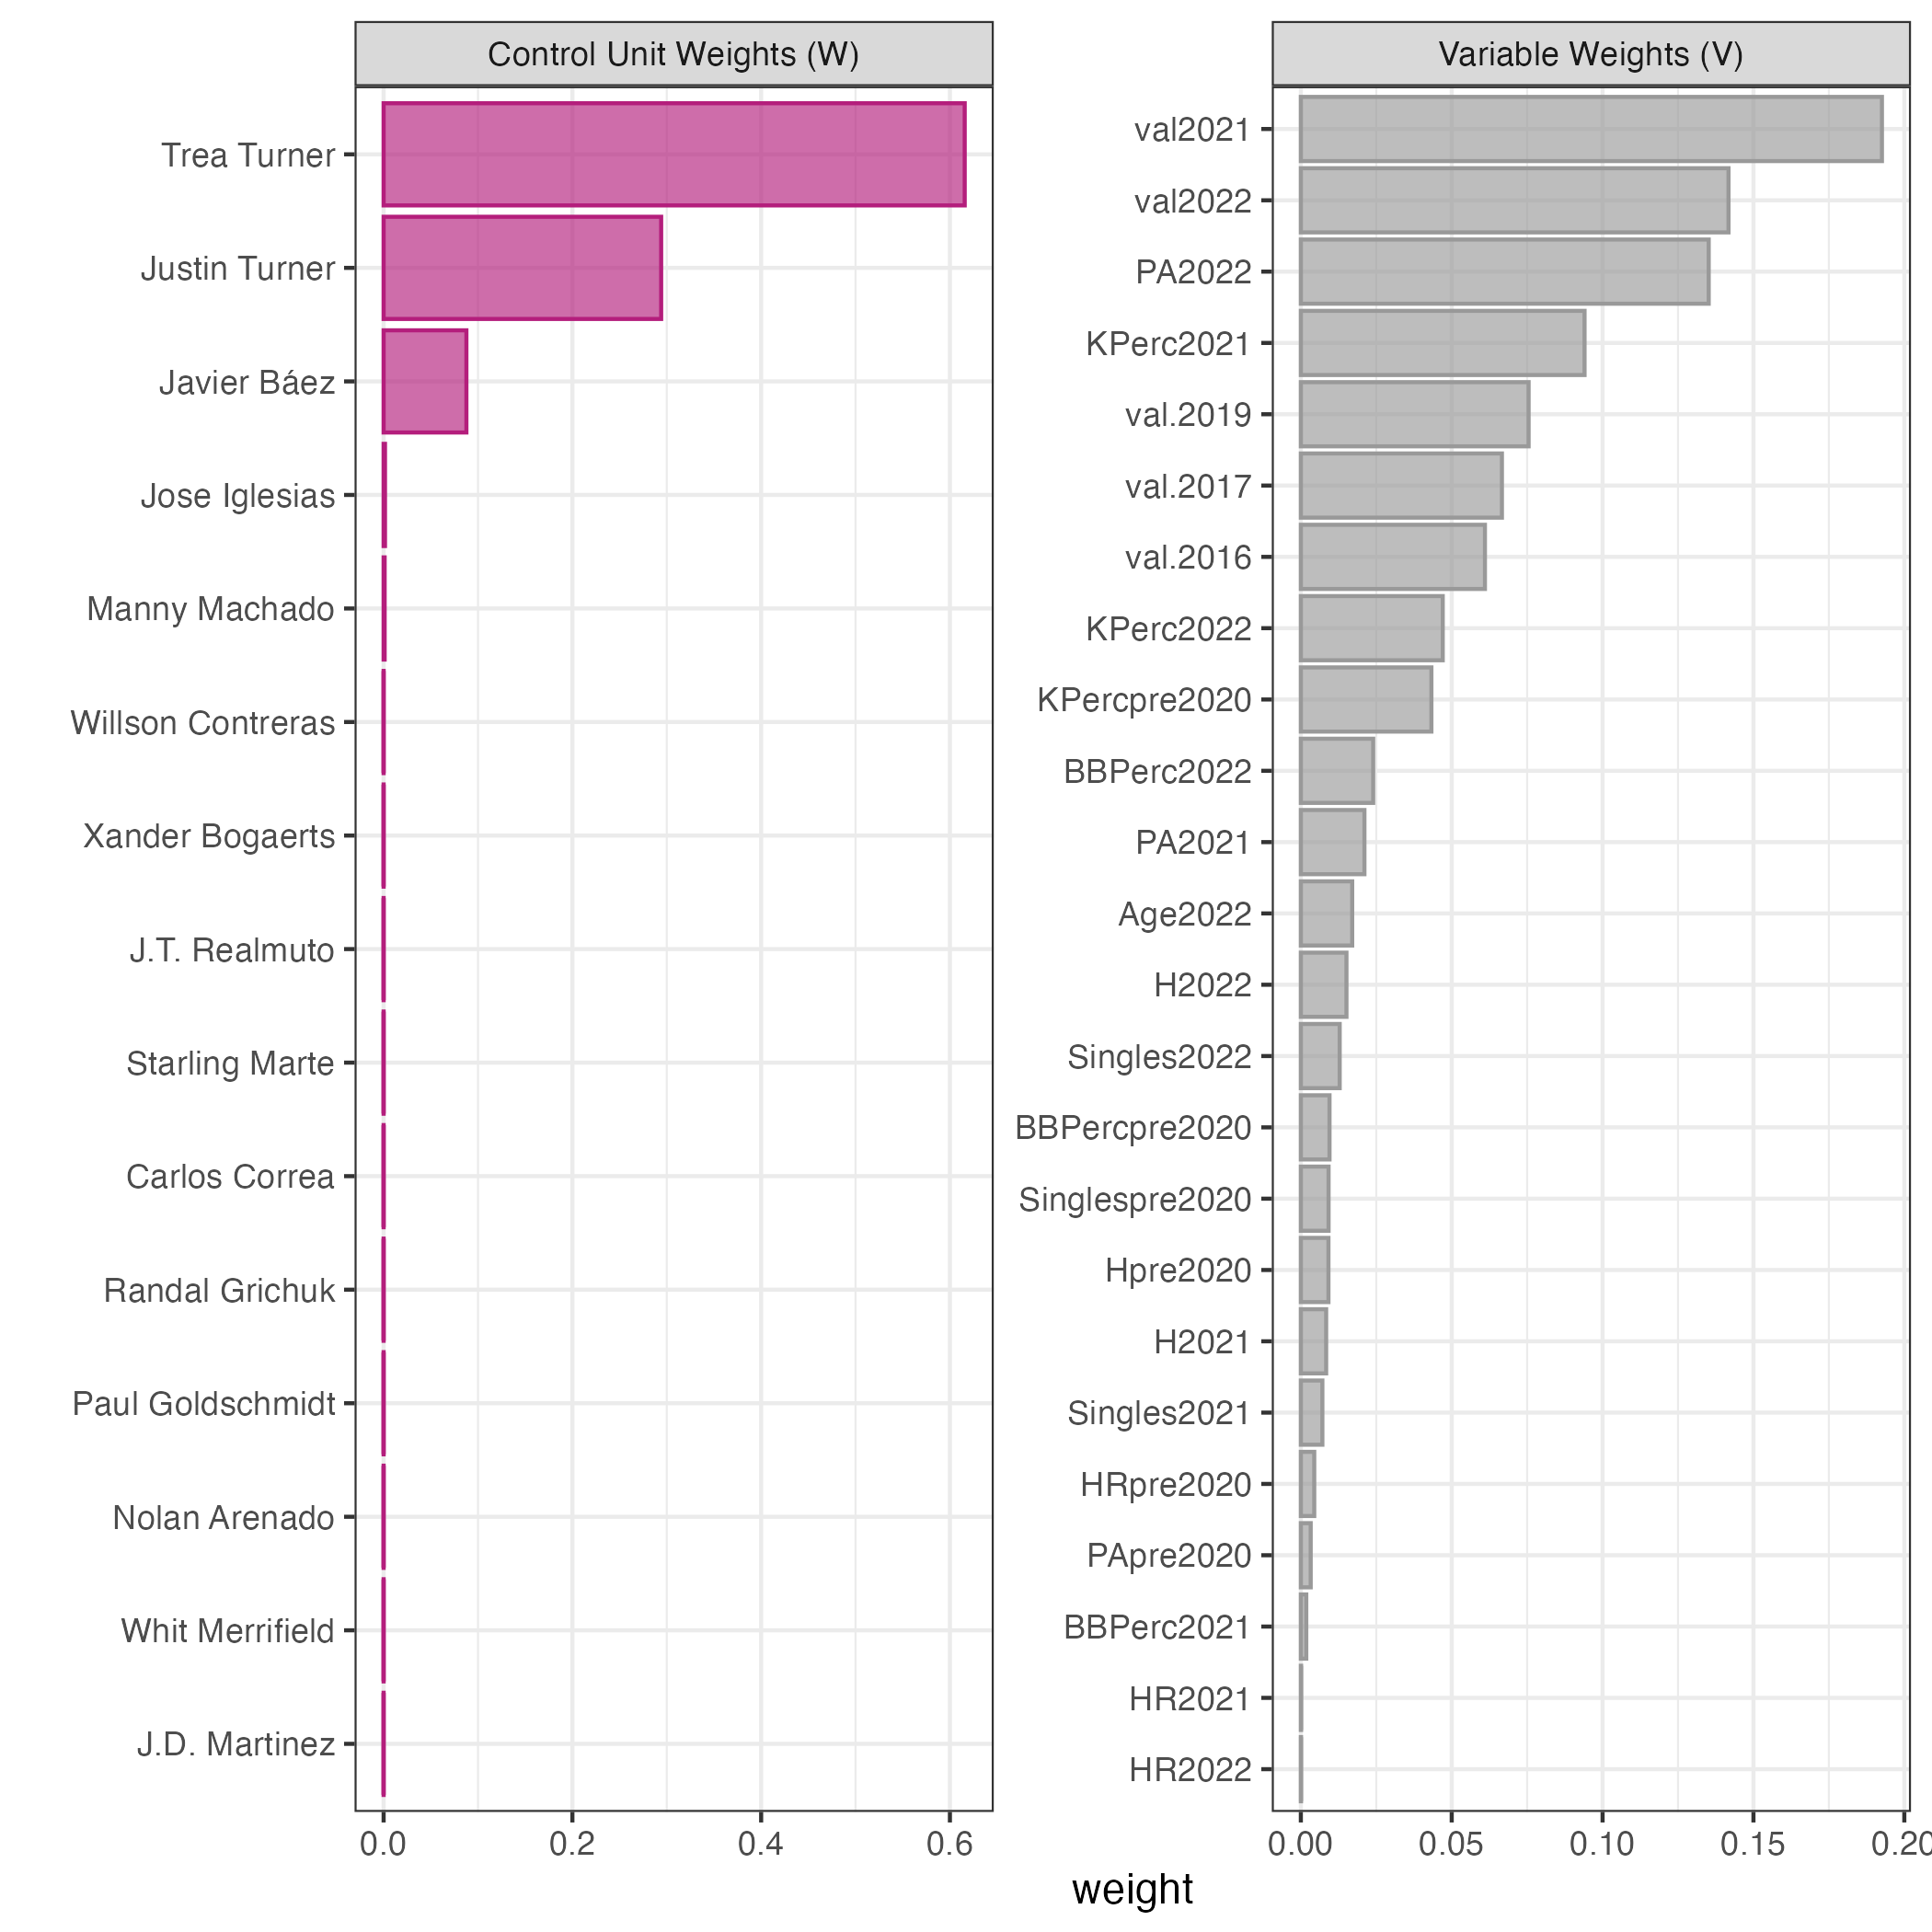 Control Unit Weights (W)
Trea Turner
Justin Turner
Javier Báez
Jose Iglesias
Manny Machado
Willson Contreras
Xander Bogaerts
J.T. Realmuto
Starling Marte
Carlos Correa
Randal Grichuk
Paul Goldschmidt
Nolan Arenado
Whit Merrifield
J.D. Martinez
0.0 0.2 0.4 0.6
Variable Weights (V)
val2021
val2022
PA2022
KPerc2021
val.2019
val.2017
val.2016
KPerc2022
KPercpre2020
BBPerc2022
PA2021
Age2022
H2022
Singles2022
BBPercpre2020
Singlespre2020
Hpre2020
H2021
Singles2021
HRpre2020
PApre2020
BBPerc2021
HR2021
HR2022
0.00 0.05 0.10 0.15 0.20
weight